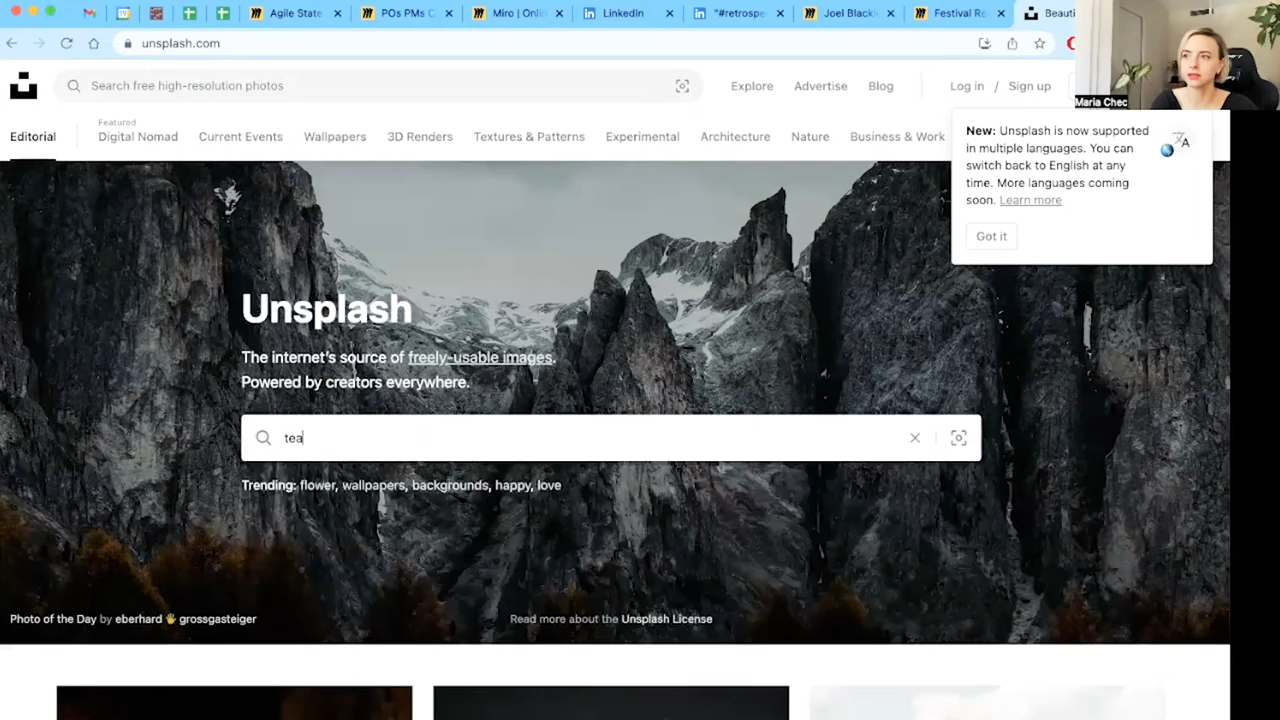 Agile State
POs PMs C
Miro | Onli
LinkedIn
"#retrospe
Joel Blacki
Festival Re
Beauti
unsplash.com
Maria Chec
Search free high-resolution photos
Explore
Advertise
Blog
Log in / Sign up
Editorial
Featured
Digital Nomad
Current Events
Wallpapers
3D Renders
Textures & Patterns
Experimental
Architecture
Nature
Business & Work
New: Unsplash is now supported
in multiple languages. You can
switch back to English at any
time. More languages coming
soon. Learn more
Got it
Unsplash
The internet's source of freely-usable images.
Powered by creators everywhere.
tea
Trending: flower, wallpapers, backgrounds, happy, love
Photo of the Day by eberhard 🖐 grossgasteiger
Read more about the Unsplash License